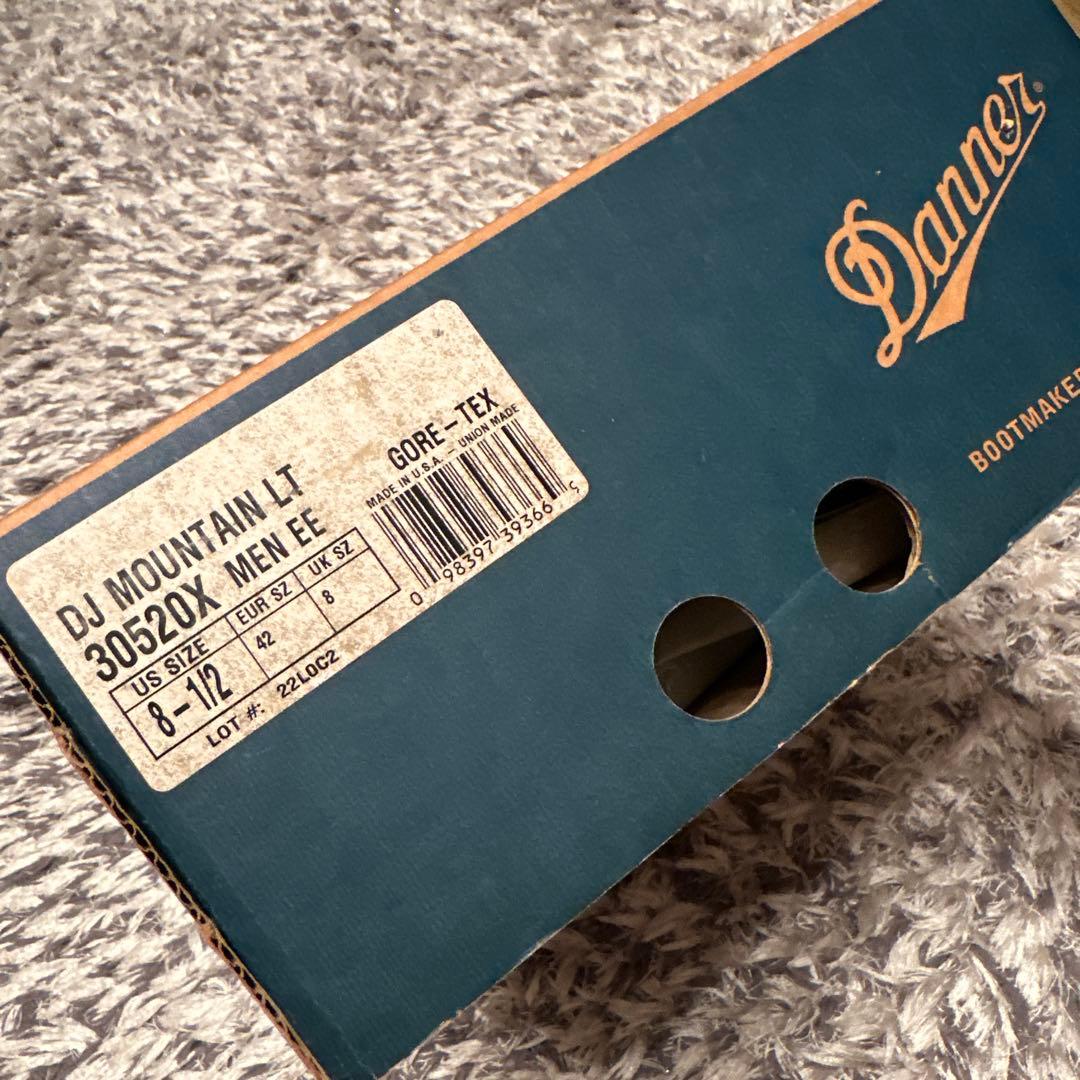 Danner®
BOOTMAKER
DJ MOUNTAIN LT
GORE-TEX
30520X MEN EE
MADE IN U.S.A. - UNION MADE
US SIZE EUR SZ UK SZ
8-1/2 42 8
0 98397 39366 5
LOT #: 22LOC2